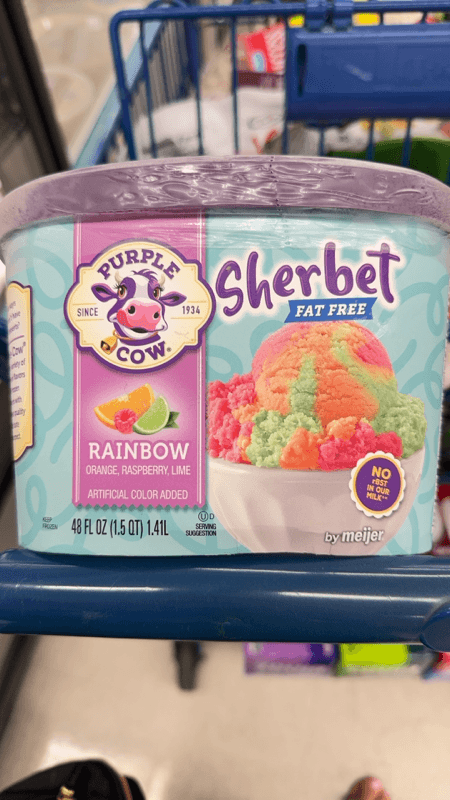 PURPLE
SINCE 1934
COW®
Sherbet
FAT FREE
RAINBOW
ORANGE, RASPBERRY, LIME
ARTIFICIAL COLOR ADDED
NO
rBST
IN OUR
MILK**
KEEP
FROZEN
48 FL OZ (1.5 QT) 1.41L
U D
SERVING
SUGGESTION
by meijer